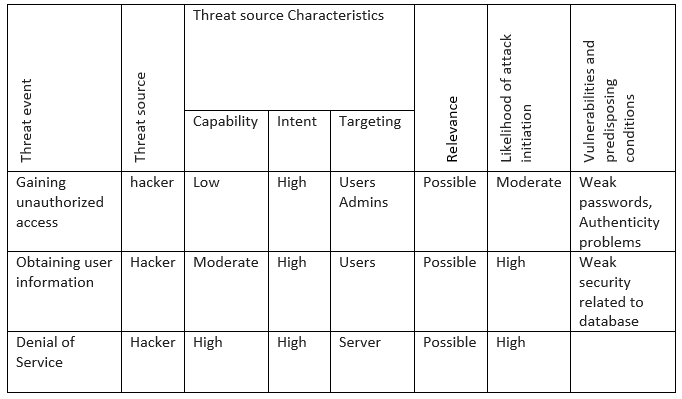 Threat event
Threat source
Threat source Characteristics
Capability
Intent
Targeting
Relevance
Likelihood of attack
initiation
Vulnerabilities and
predisposing
conditions
Gaining
unauthorized
access
hacker
Low
High
Users
Admins
Possible
Moderate
Weak
passwords,
Authenticity
problems
Obtaining user
information
Hacker
Moderate
High
Users
Possible
High
Weak
security
related to
database
Denial of
Service
Hacker
High
High
Server
Possible
High